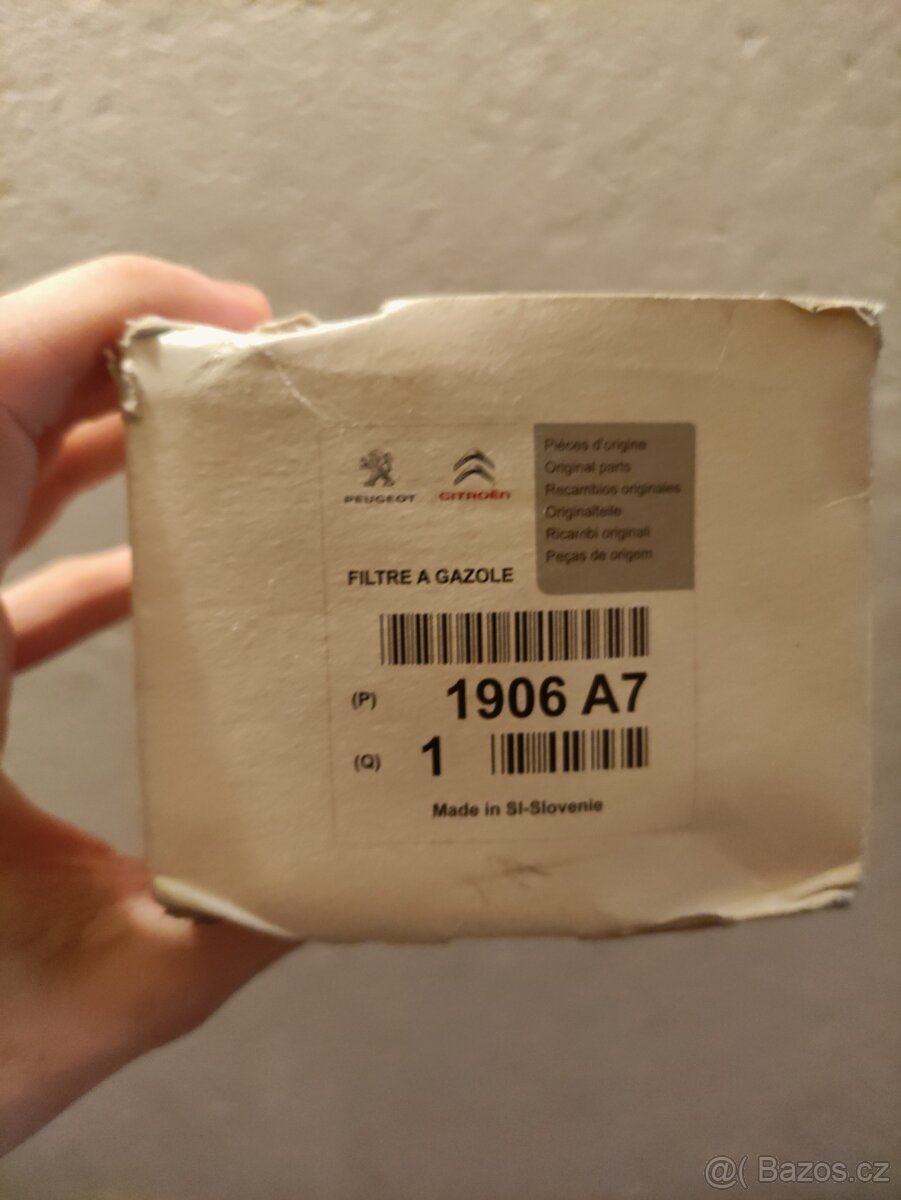 PEUGEOT CITROËN
Pièces d'origine
Original parts
Recambios originales
Originalteile
Ricambi originali
Peças de origem
FILTRE A GAZOLE
(P) 1906 A7
(Q) 1
Made in SI-Slovenie
@( Bazos.cz